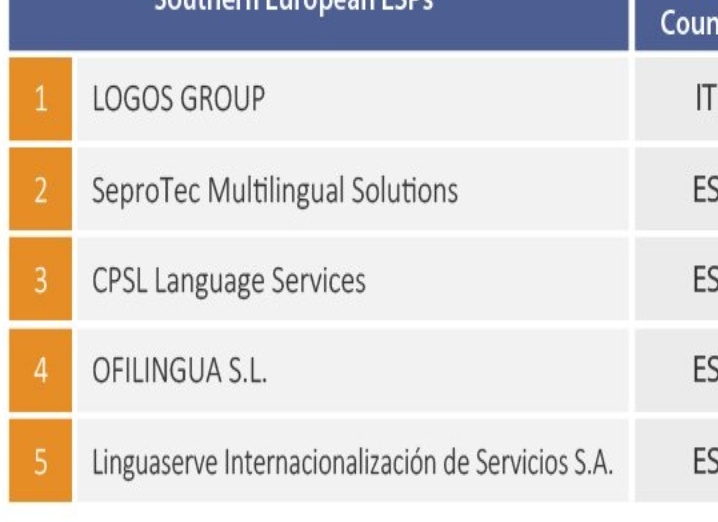 Southern European LSPs
Coun
1 LOGOS GROUP IT
2 SeproTec Multilingual Solutions ES
3 CPSL Language Services ES
4 OFILINGUA S.L. ES
5 Linguaserve Internacionalización de Servicios S.A. ES